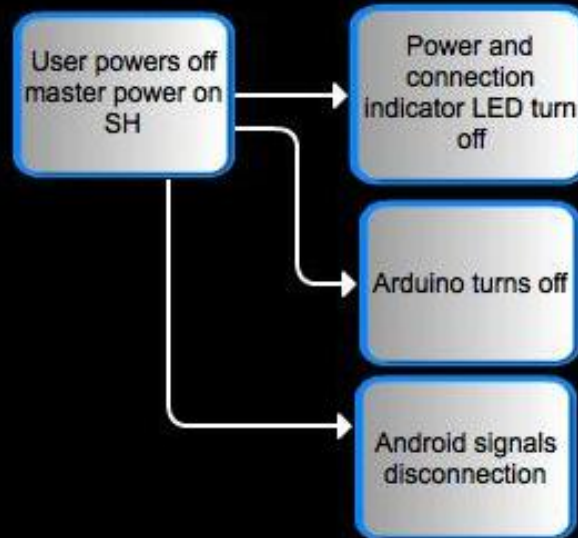 User powers off
master power on
SH
Power and
connection
indicator LED turn
off
Arduino turns off
Android signals
disconnection